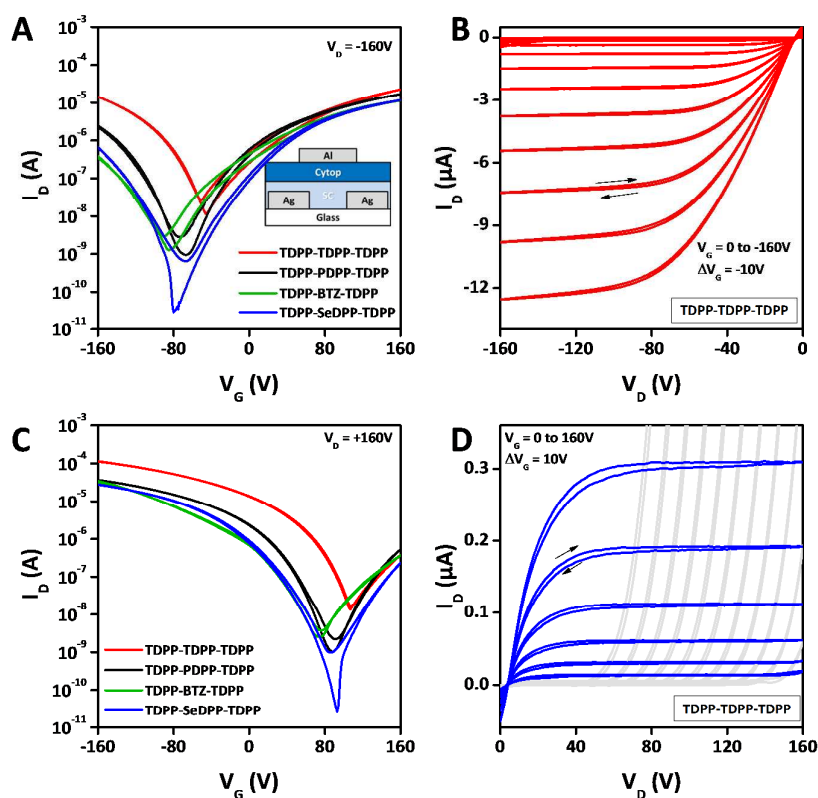 A
V_D = -160V
10^-3
10^-4
10^-5
10^-6
10^-7
10^-8
10^-9
10^-10
10^-11
I_D (A)
-160 -80 0 80 160
V_G (V)
Al
Cytop
SC
Ag Ag
Glass
TDPP-TDPP-TDPP
TDPP-PDPP-TDPP
TDPP-BTZ-TDPP
TDPP-SeDPP-TDPP
B
0
-3
-6
-9
-12
I_D (µA)
V_G = 0 to -160V
ΔV_G = -10V
TDPP-TDPP-TDPP
-160 -120 -80 -40 0
V_D (V)
C
V_D = +160V
10^-3
10^-4
10^-5
10^-6
10^-7
10^-8
10^-9
10^-10
10^-11
I_D (A)
TDPP-TDPP-TDPP
TDPP-PDPP-TDPP
TDPP-BTZ-TDPP
TDPP-SeDPP-TDPP
-160 -80 0 80 160
V_G (V)
D
V_G = 0 to 160V
ΔV_G = 10V
0.3
0.2
0.1
0.0
I_D (µA)
TDPP-TDPP-TDPP
0 40 80 120 160
V_D (V)